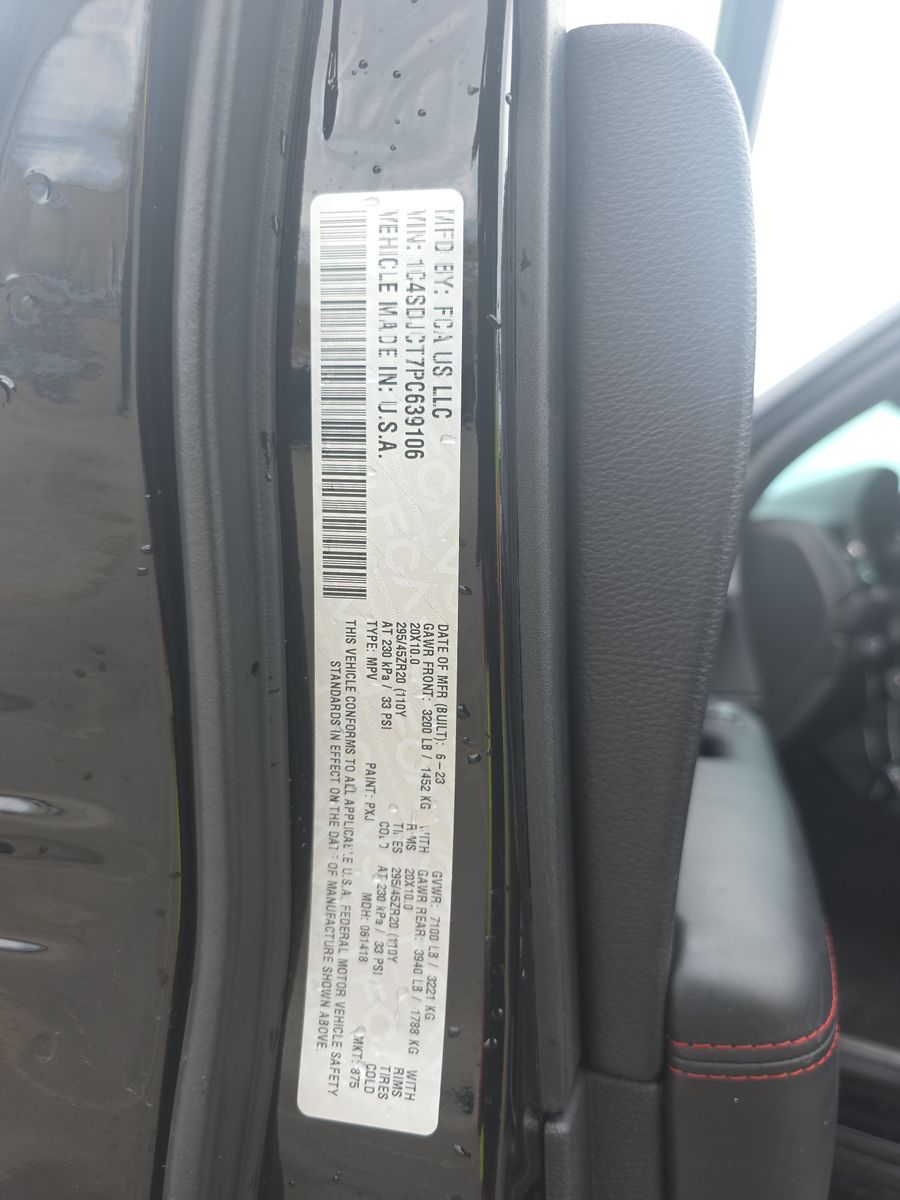 MFD BY: FCA US LLC
VIN: 1C4SDJCT7PC639106
VEHICLE MADE IN: U.S.A.
DATE OF MFR (BUILT): 6-23 GVWR: 7100 LB / 3221 KG
GAWR FRONT: 3200 LB / 1452 KG WITH GAWR REAR: 3940 LB / 1788 KG WITH
20X10.0 RIMS 20X10.0 RIMS
295/45ZR20 (110Y TIRES 295/45ZR20 (110Y TIRES
AT 230 kPa / 33 PSI COLD AT 230 kPa / 33 PSI COLD
TYPE: MPV PAINT: PXJ MDH: 061418 MKT: 875
THIS VEHICLE CONFORMS TO ALL APPLICABLE U.S.A. FEDERAL MOTOR VEHICLE SAFETY
STANDARDS IN EFFECT ON THE DATE OF MANUFACTURE SHOWN ABOVE.